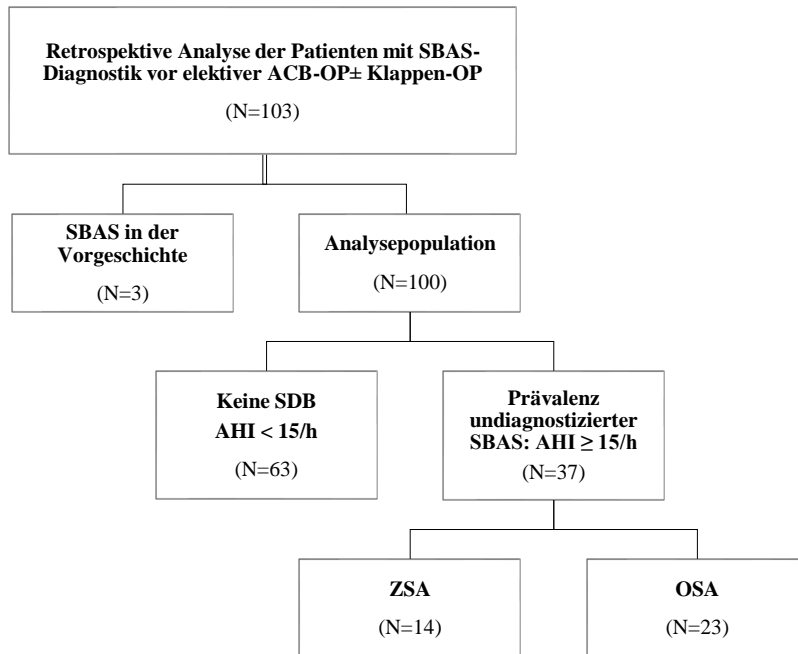 Retrospektive Analyse der Patienten mit SBAS-
Diagnostik vor elektiver ACB-OP± Klappen-OP
(N=103)
SBAS in der
Vorgeschichte
(N=3)
Analysepopulation
(N=100)
Keine SDB
AHI < 15/h
(N=63)
Prävalenz
undiagnostizierter
SBAS: AHI ≥ 15/h
(N=37)
ZSA
(N=14)
OSA
(N=23)